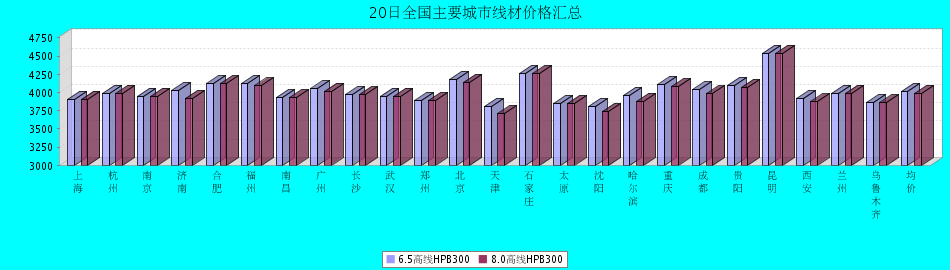 20日全国主要城市线材价格汇总
4750
4500
4250
4000
3750
3500
3250
3000
上海
杭州
南京
济南
合肥
福州
南昌
广州
长沙
武汉
郑州
北京
天津
石家庄
太原
沈阳
哈尔滨
重庆
成都
贵阳
昆明
西安
兰州
乌鲁木齐
均价
6.5高线HPB300
8.0高线HPB300